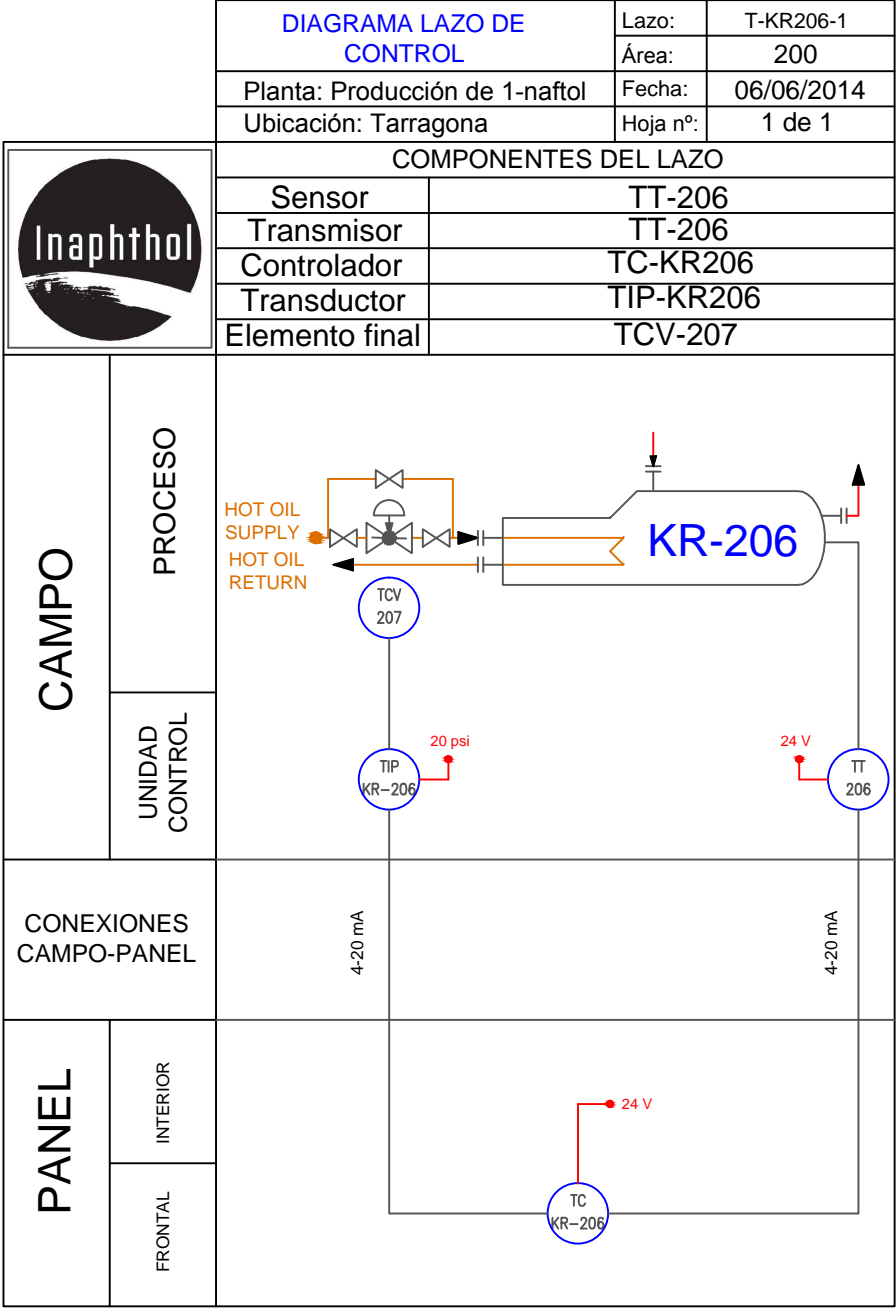 DIAGRAMA LAZO DE
CONTROL
Lazo:
T-KR206-1
Área:
200
Planta: Producción de 1-naftol
Fecha:
06/06/2014
Ubicación: Tarragona
Hoja nº:
1 de 1
Inaphthol
COMPONENTES DEL LAZO
Sensor
TT-206
Transmisor
TT-206
Controlador
TC-KR206
Transductor
TIP-KR206
Elemento final
TCV-207
CAMPO
PROCESO
HOT OIL
SUPPLY
HOT OIL
RETURN
KR-206
TCV
207
UNIDAD
CONTROL
20 psi
TIP
KR-206
24 V
TT
206
CONEXIONES
CAMPO-PANEL
4-20 mA
4-20 mA
PANEL
INTERIOR
24 V
FRONTAL
TC
KR-206